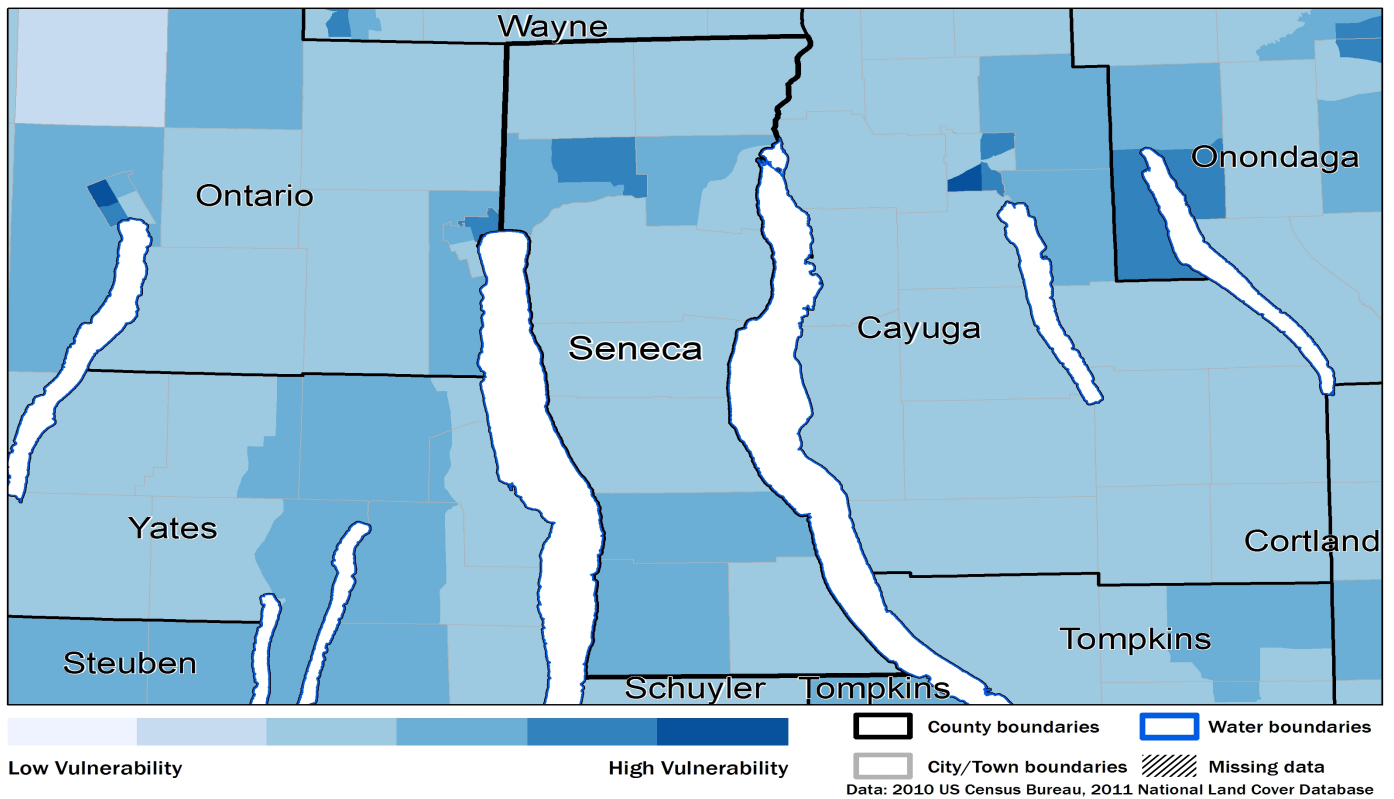 Wayne
Onondaga
Ontario
Cayuga
Seneca
Yates
Cortland
Tompkins
Steuben
Schuyler Tompkins
County boundaries
Water boundaries
Low Vulnerability
High Vulnerability
City/Town boundaries
Missing data
Data: 2010 US Census Bureau, 2011 National Land Cover Database